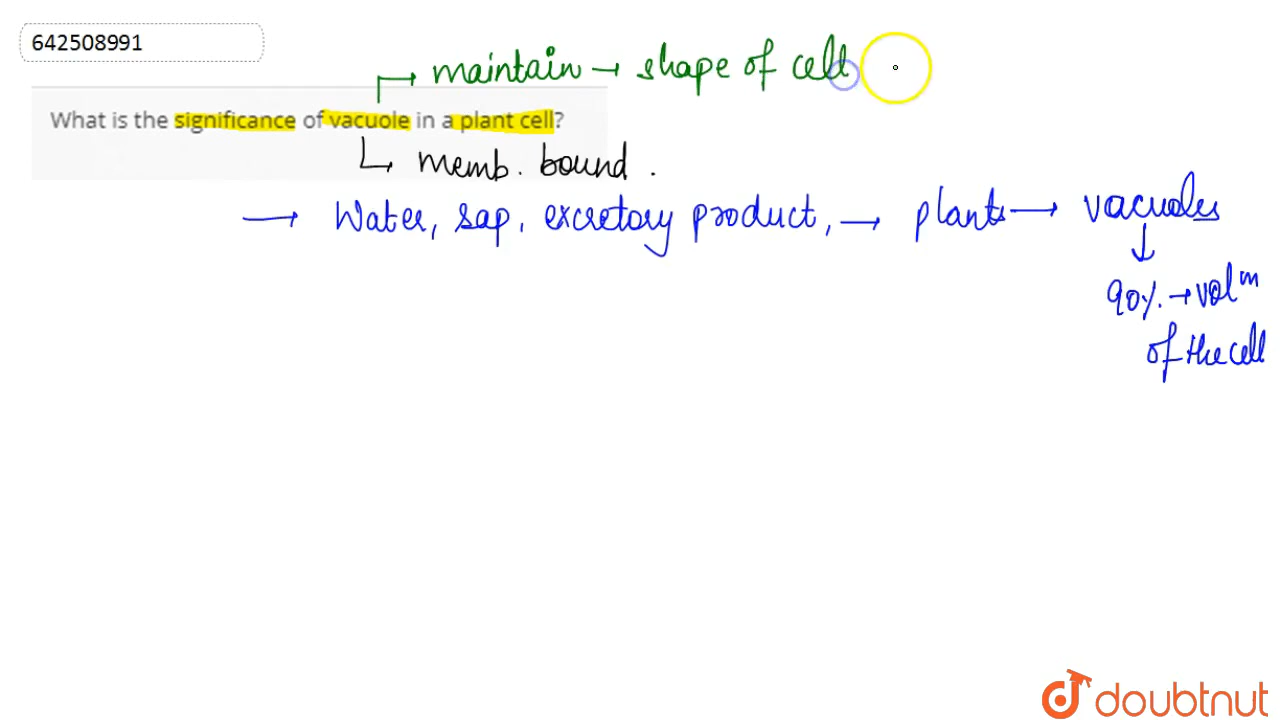 642508991
maintain → shape of cell
What is the significance of vacuole in a plant cell?
↳ memb. bound.
→ Water, sap, excretory product, → plants → vacuoles
↓
90%. → vol^m
of the cell
doubtnut